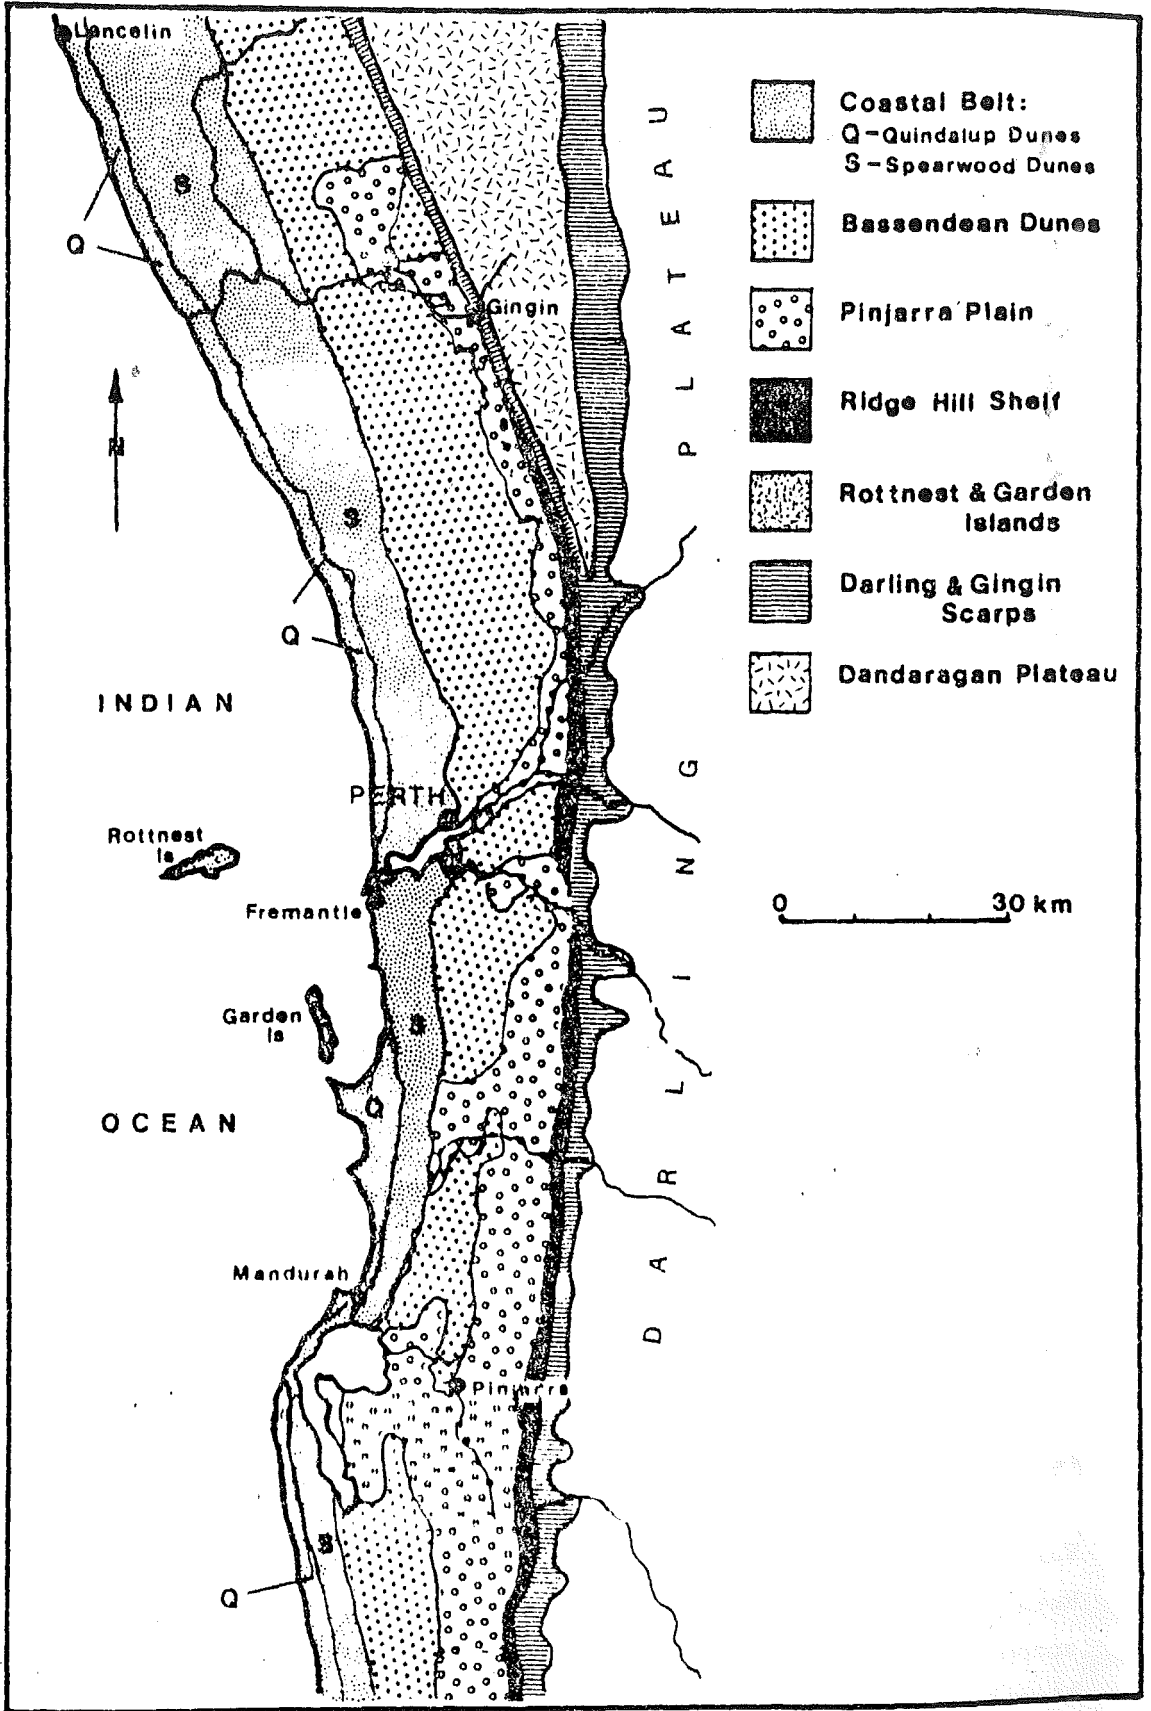 Lancelin
S
Q
Gingin
N
S
Q
INDIAN
PERTH
Rottnest
Is
Fremantle
Garden
Is
S
Q
OCEAN
Mandurah
Pinjarra
S
Q
DARLING PLATEAU
Coastal Belt:
Q-Quindalup Dunes
S-Spearwood Dunes
Bassendean Dunes
Pinjarra Plain
Ridge Hill Shelf
Rottnest & Garden
Islands
Darling & Gingin
Scarps
Dandaragan Plateau
0 30 km